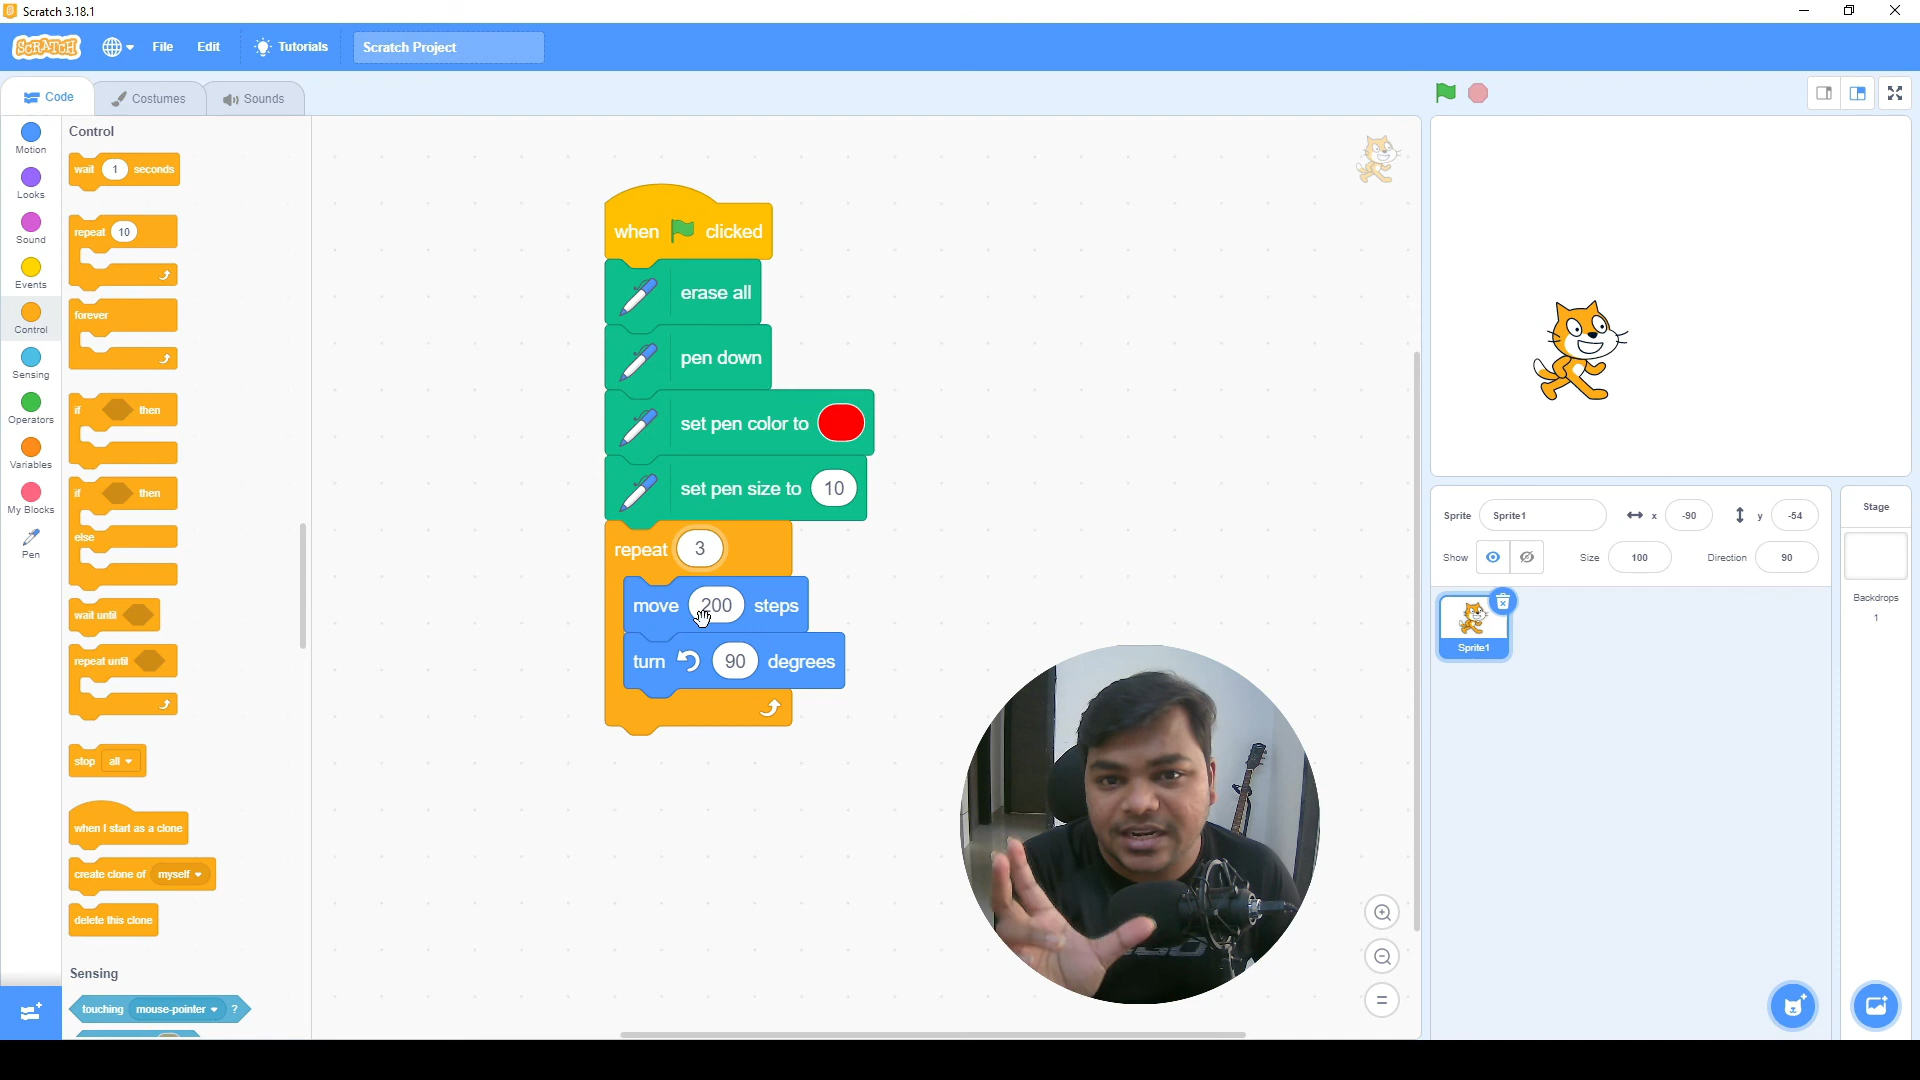 Scratch 3.18.1
SCRATCH File Edit Tutorials Scratch Project
Code Costumes Sounds
Motion
Looks
Sound
Events
Control
Sensing
Operators
Variables
My Blocks
Pen
Control
wait 1 seconds
repeat 10
forever
if then
if then
else
wait until
repeat until
stop all
when I start as a clone
create clone of myself
delete this clone
Sensing
touching mouse-pointer ?
when clicked
erase all
pen down
set pen color to
set pen size to 10
repeat 3
move 200 steps
turn 90 degrees
Sprite Sprite1 x -90 y -54
Show Size 100 Direction 90
Sprite1
Stage
Backdrops
1